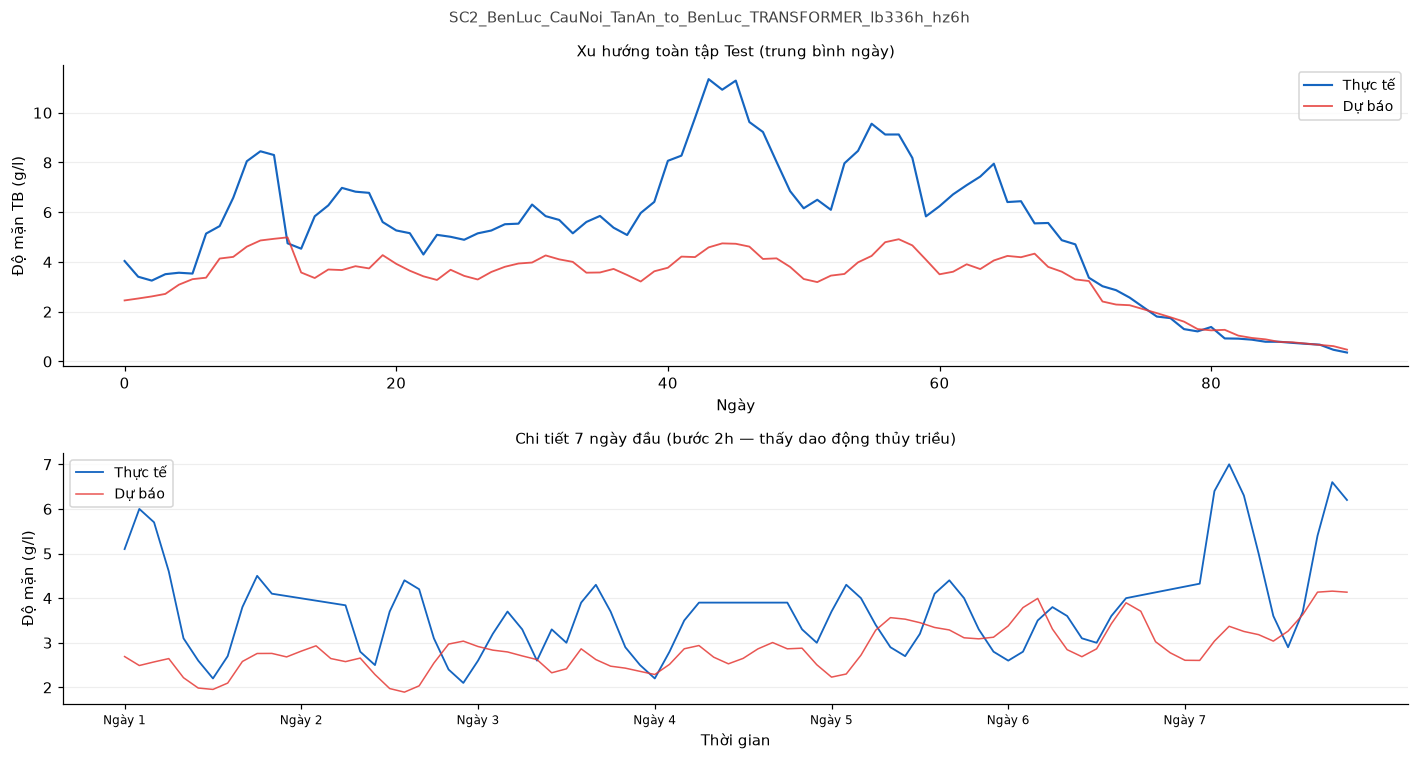 SC2_BenLuc_CauNoi_TanAn_to_BenLuc_TRANSFORMER_lb336h_hz6h
Xu hướng toàn tập Test (trung bình ngày)
Thực tế
Dự báo
Độ mặn TB (g/l)
10
8
6
4
2
0
0 20 40 60 80
Ngày
Chi tiết 7 ngày đầu (bước 2h — thấy dao động thủy triều)
Thực tế
Dự báo
Độ mặn (g/l)
7
6
5
4
3
2
Ngày 1 Ngày 2 Ngày 3 Ngày 4 Ngày 5 Ngày 6 Ngày 7
Thời gian